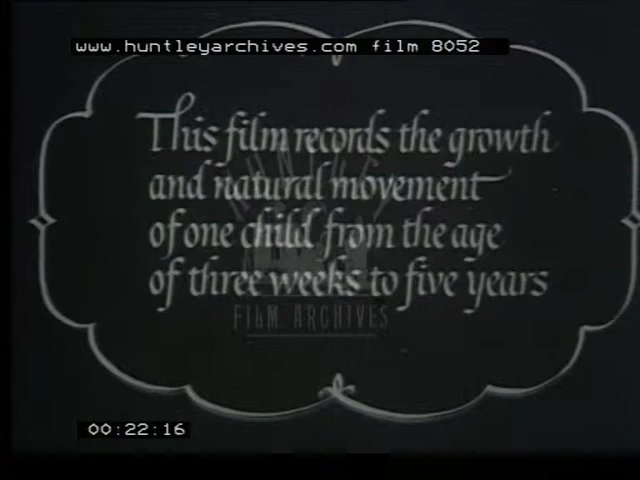 www.huntleyarchives.com film 8052
This film records the growth
and natural movement
of one child from the age
of three weeks to five years
HUNTLEY
FILM ARCHIVES
00:22:16